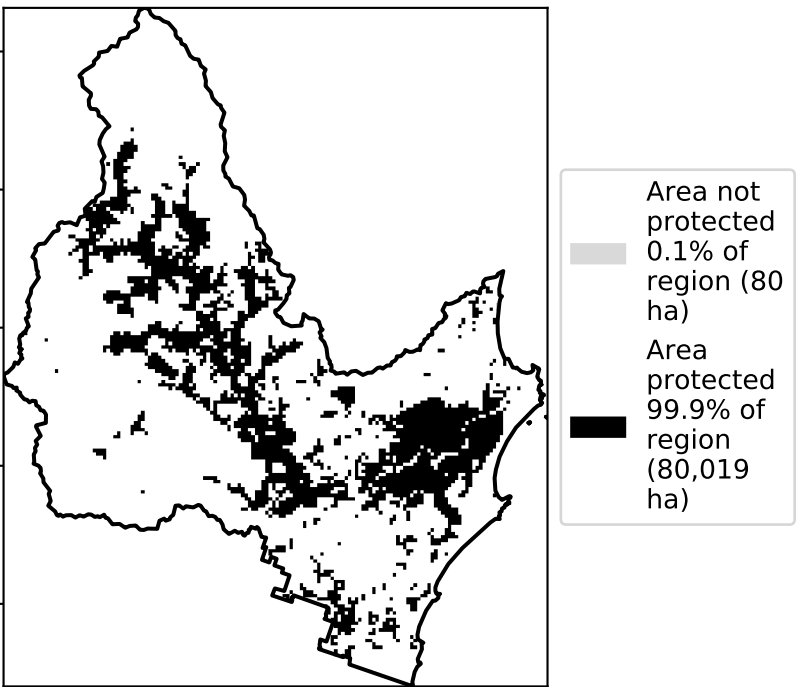 Area not
protected
0.1% of
region (80
ha)
Area
protected
99.9% of
region
(80,019
ha)